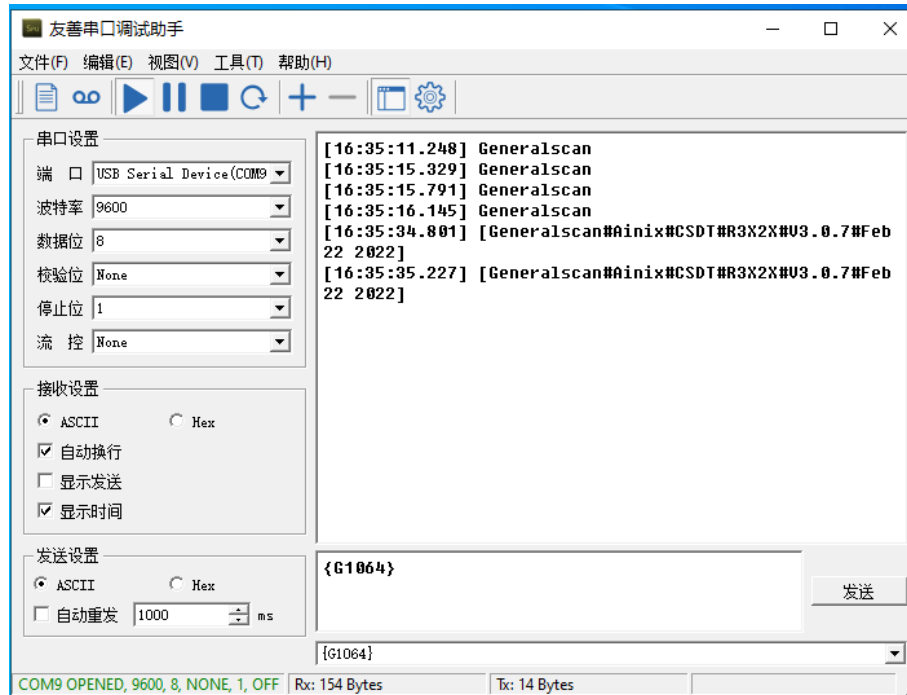 友善串口调试助手
文件(F) 编辑(E) 视图(V) 工具(T) 帮助(H)
串口设置
端 口 USB Serial Device(COM9
波特率 9600
数据位 8
校验位 None
停止位 1
流 控 None
接收设置
ASCII Hex
自动换行
显示发送
显示时间
发送设置
ASCII Hex
自动重发 1000 ms
[16:35:11.248] Generalscan
[16:35:15.329] Generalscan
[16:35:15.791] Generalscan
[16:35:16.145] Generalscan
[16:35:34.801] [Generalscan#Ainix#CSDT#R3X2X#V3.0.7#Feb
22 2022]
[16:35:35.227] [Generalscan#Ainix#CSDT#R3X2X#V3.0.7#Feb
22 2022]
{G1064}
发送
{G1064}
COM9 OPENED, 9600, 8, NONE, 1, OFF Rx: 154 Bytes Tx: 14 Bytes